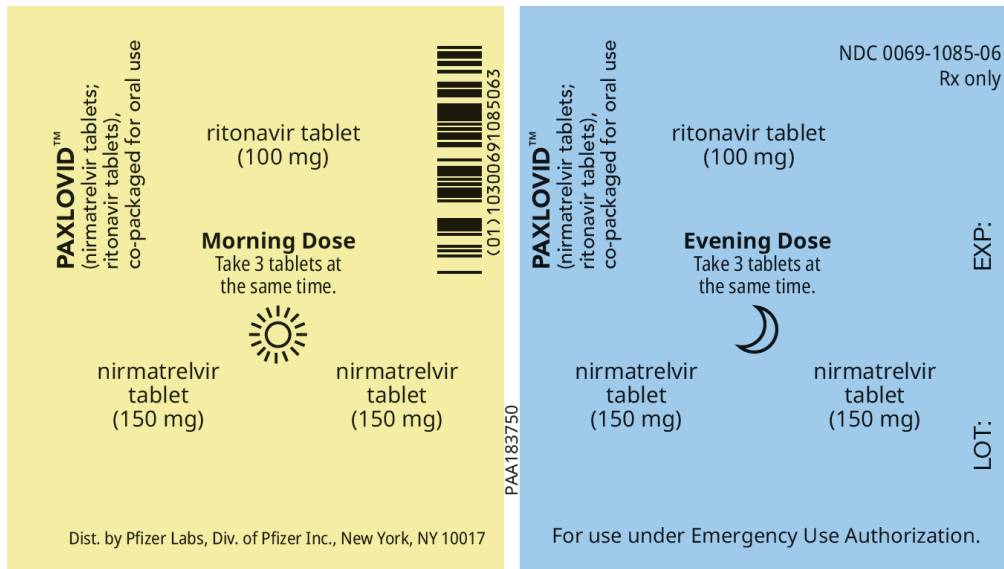 PAXLOVID™
(nirmatrelvir tablets;
ritonavir tablets),
co-packaged for oral use
ritonavir tablet
(100 mg)
(01)10300691085063
Morning Dose
Take 3 tablets at
the same time.
nirmatrelvir
tablet
(150 mg)
nirmatrelvir
tablet
(150 mg)
Dist. by Pfizer Labs, Div. of Pfizer Inc., New York, NY 10017
PAA183750
PAXLOVID™
(nirmatrelvir tablets;
ritonavir tablets),
co-packaged for oral use
NDC 0069-1085-06
Rx only
ritonavir tablet
(100 mg)
Evening Dose
Take 3 tablets at
the same time.
EXP:
nirmatrelvir
tablet
(150 mg)
nirmatrelvir
tablet
(150 mg)
LOT:
For use under Emergency Use Authorization.